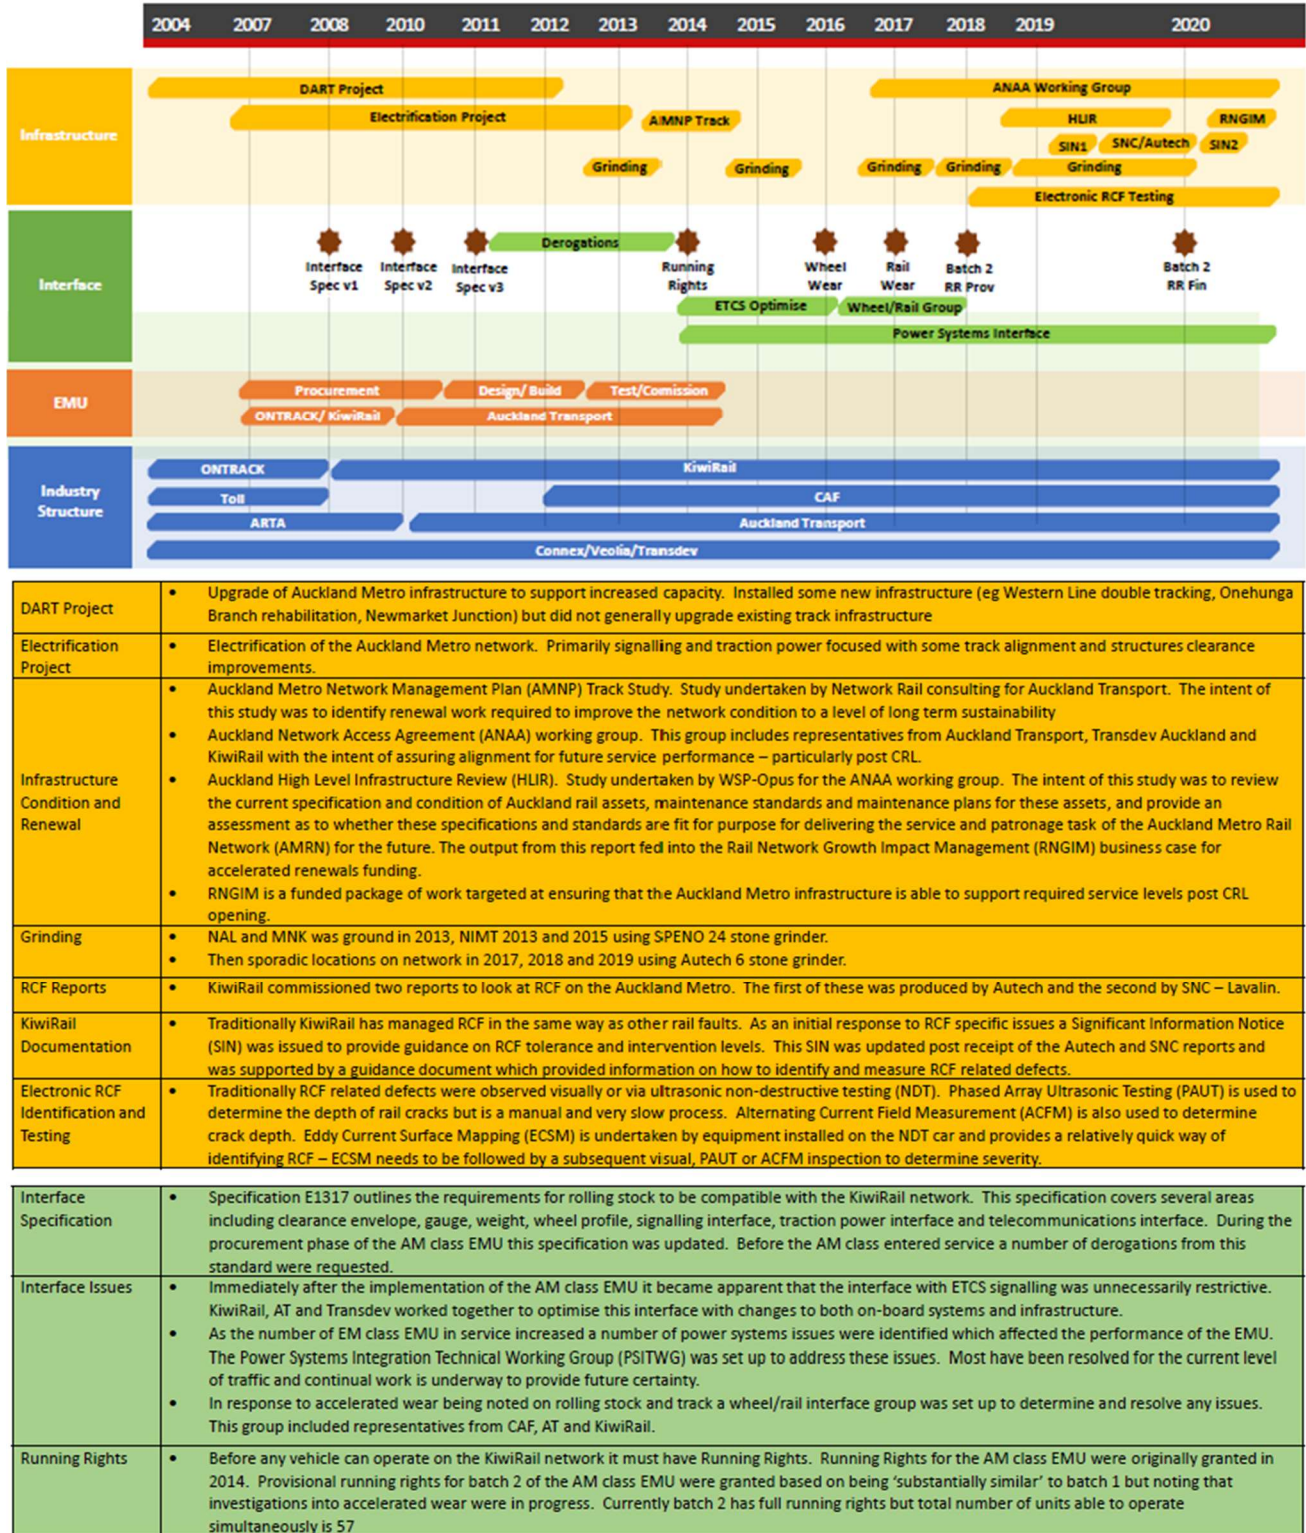 2004 2007 2008 2010 2011 2012 2013 2014 2015 2016 2017 2018 2019 2020
Infrastructure
DART Project
ANAA Working Group
Electrification Project
AMNP Track
HLIR
RNGIM
SIN1
SNC/Autech
SIN2
Grinding
Grinding
Grinding
Grinding
Grinding
Electronic RCF Testing
Interface
Derogations
Interface
Spec v1
Interface
Spec v2
Interface
Spec v3
Running
Rights
Wheel
Wear
Rail
Wear
Batch 2
RR Prov
Batch 2
RR Fin
ETCS Optimise
Wheel/Rail Group
Power Systems Interface
EMU
Procurement
Design/ Build
Test/Comission
ONTRACK/ KiwiRail
Auckland Transport
Industry
Structure
ONTRACK
KiwiRail
Toll
CAF
ARTA
Auckland Transport
Connex/Veolia/Transdev
DART Project
• Upgrade of Auckland Metro infrastructure to support increased capacity. Installed some new infrastructure (eg Western Line double tracking, Onehunga
Branch rehabilitation, Newmarket Junction) but did not generally upgrade existing track infrastructure
Electrification
Project
• Electrification of the Auckland Metro network. Primarily signalling and traction power focused with some track alignment and structures clearance
improvements.
Infrastructure
Condition and
Renewal
• Auckland Metro Network Management Plan (AMNP) Track Study. Study undertaken by Network Rail consulting for Auckland Transport. The intent of
this study was to identify renewal work required to improve the network condition to a level of long term sustainability
• Auckland Network Access Agreement (ANAA) working group. This group includes representatives from Auckland Transport, Transdev Auckland and
KiwiRail with the intent of assuring alignment for future service performance – particularly post CRL.
• Auckland High Level Infrastructure Review (HLIR). Study undertaken by WSP-Opus for the ANAA working group. The intent of this study was to review
the current specification and condition of Auckland rail assets, maintenance standards and maintenance plans for these assets, and provide an
assessment as to whether these specifications and standards are fit for purpose for delivering the service and patronage task of the Auckland Metro Rail
Network (AMRN) for the future. The output from this report fed into the Rail Network Growth Impact Management (RNGIM) business case for
accelerated renewals funding.
• RNGIM is a funded package of work targeted at ensuring that the Auckland Metro infrastructure is able to support required service levels post CRL
opening.
Grinding
• NAL and MNK was ground in 2013, NIMT 2013 and 2015 using SPENO 24 stone grinder.
• Then sporadic locations on network in 2017, 2018 and 2019 using Autech 6 stone grinder.
RCF Reports
• KiwiRail commissioned two reports to look at RCF on the Auckland Metro. The first of these was produced by Autech and the second by SNC – Lavalin.
KiwiRail
Documentation
• Traditionally KiwiRail has managed RCF in the same way as other rail faults. As an initial response to RCF specific issues a Significant Information Notice
(SIN) was issued to provide guidance on RCF tolerance and intervention levels. This SIN was updated post receipt of the Autech and SNC reports and
was supported by a guidance document which provided information on how to identify and measure RCF related defects.
Electronic RCF
Identification and
Testing
• Traditionally RCF related defects were observed visually or via ultrasonic non-destructive testing (NDT). Phased Array Ultrasonic Testing (PAUT) is used to
determine the depth of rail cracks but is a manual and very slow process. Alternating Current Field Measurement (ACFM) is also used to determine
crack depth. Eddy Current Surface Mapping (ECSM) is undertaken by equipment installed on the NDT car and provides a relatively quick way of
identifying RCF – ECSM needs to be followed by a subsequent visual, PAUT or ACFM inspection to determine severity.
Interface
Specification
• Specification E1317 outlines the requirements for rolling stock to be compatible with the KiwiRail network. This specification covers several areas
including clearance envelope, gauge, weight, wheel profile, signalling interface, traction power interface and telecommunications interface. During the
procurement phase of the AM class EMU this specification was updated. Before the AM class entered service a number of derogations from this
standard were requested.
Interface Issues
• Immediately after the implementation of the AM class EMU it became apparent that the interface with ETCS signalling was unnecessarily restrictive.
KiwiRail, AT and Transdev worked together to optimise this interface with changes to both on-board systems and infrastructure.
• As the number of EM class EMU in service increased a number of power systems issues were identified which affected the performance of the EMU.
The Power Systems Integration Technical Working Group (PSITWG) was set up to address these issues. Most have been resolved for the current level
of traffic and continual work is underway to provide future certainty.
• In response to accelerated wear being noted on rolling stock and track a wheel/rail interface group was set up to determine and resolve any issues.
This group included representatives from CAF, AT and KiwiRail.
Running Rights
• Before any vehicle can operate on the KiwiRail network it must have Running Rights. Running Rights for the AM class EMU were originally granted in
2014. Provisional running rights for batch 2 of the AM class EMU were granted based on being ‘substantially similar’ to batch 1 but noting that
investigations into accelerated wear were in progress. Currently batch 2 has full running rights but total number of units able to operate
simultaneously is 57